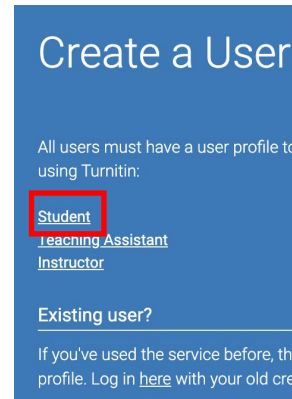 Create a User
All users must have a user profile to
using Turnitin:
Student
Teaching Assistant
Instructor
Existing user?
If you've used the service before, th
profile. Log in here with your old cre